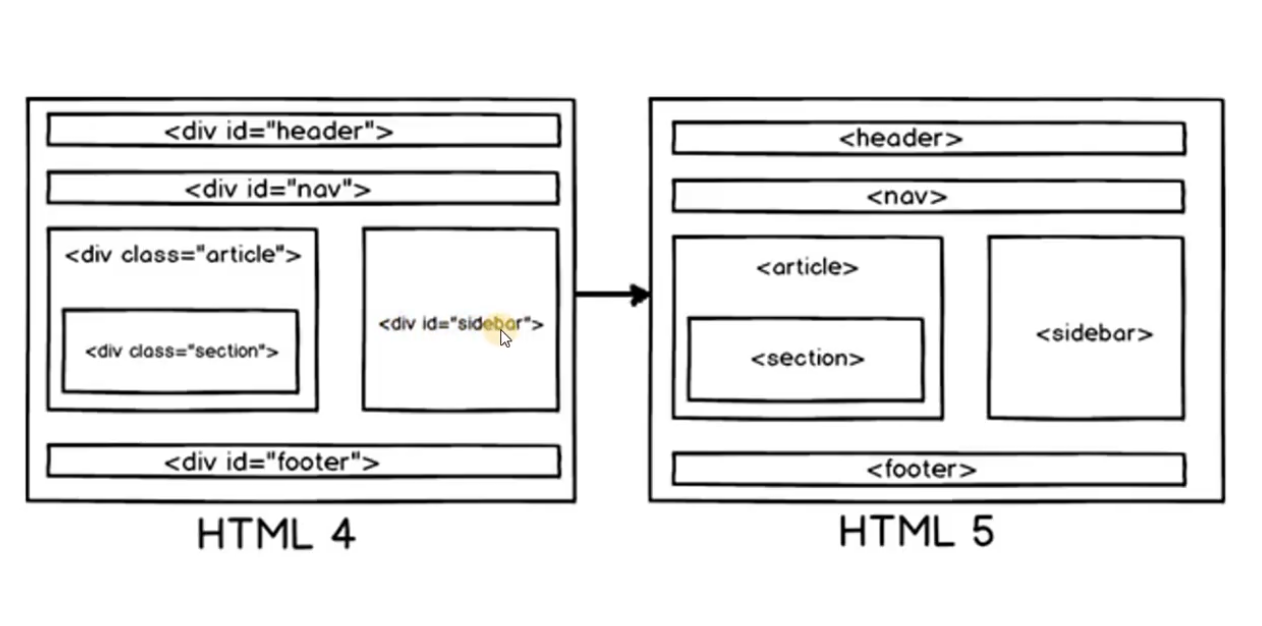 <div id="header">
<div id="nav">
<div class="article">
<div class="section">
<div id="sidebar">
<div id="footer">
HTML 4
<header>
<nav>
<article>
<section>
<sidebar>
<footer>
HTML 5